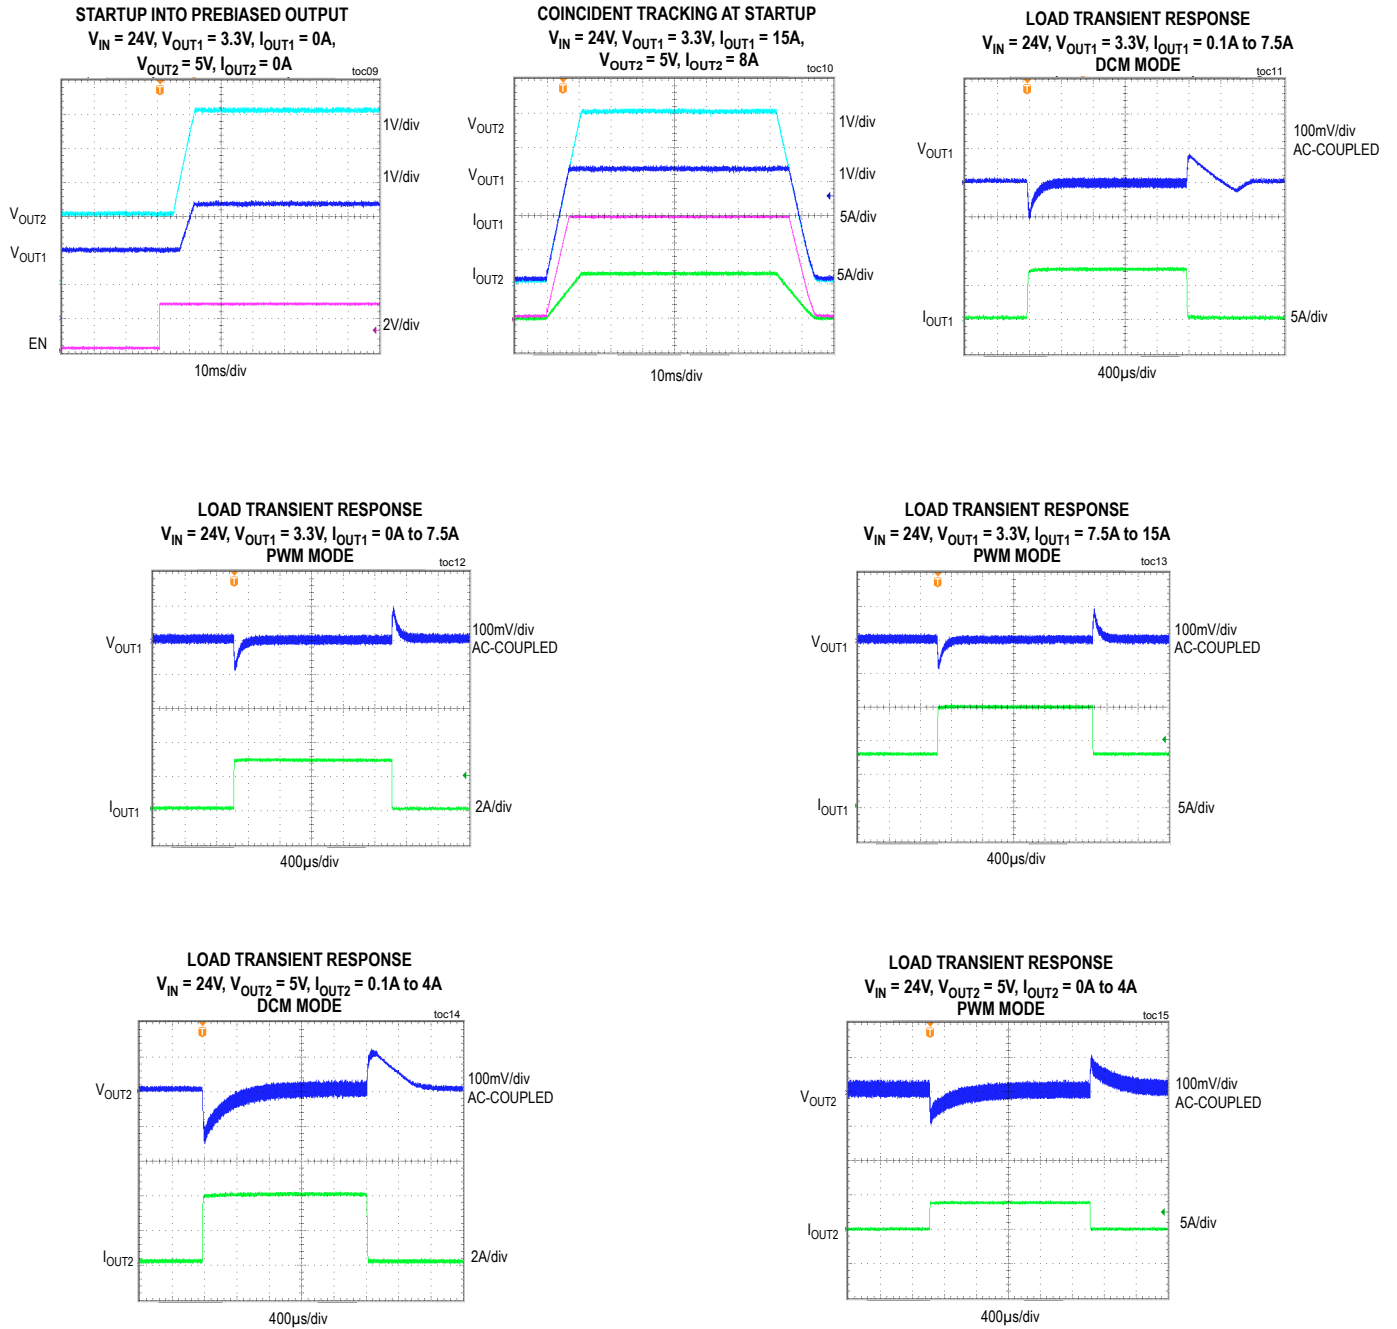 STARTUP INTO PREBIASED OUTPUT
VIN = 24V, VOUT1 = 3.3V, IOUT1 = 0A,
VOUT2 = 5V, IOUT2 = 0A
toc09
T
1V/div
1V/div
VOUT2
VOUT1
2V/div
EN
10ms/div
COINCIDENT TRACKING AT STARTUP
VIN = 24V, VOUT1 = 3.3V, IOUT1 = 15A,
VOUT2 = 5V, IOUT2 = 8A
toc10
T
VOUT2
1V/div
VOUT1
1V/div
IOUT1
5A/div
IOUT2
5A/div
10ms/div
LOAD TRANSIENT RESPONSE
VIN = 24V, VOUT1 = 3.3V, IOUT1 = 0.1A to 7.5A
DCM MODE
toc11
T
100mV/div
AC-COUPLED
VOUT1
IOUT1
5A/div
400µs/div
LOAD TRANSIENT RESPONSE
VIN = 24V, VOUT1 = 3.3V, IOUT1 = 0A to 7.5A
PWM MODE
toc12
T
VOUT1
100mV/div
AC-COUPLED
IOUT1
2A/div
400µs/div
LOAD TRANSIENT RESPONSE
VIN = 24V, VOUT1 = 3.3V, IOUT1 = 7.5A to 15A
PWM MODE
toc13
T
VOUT1
100mV/div
AC-COUPLED
IOUT1
5A/div
400µs/div
LOAD TRANSIENT RESPONSE
VIN = 24V, VOUT2 = 5V, IOUT2 = 0.1A to 4A
DCM MODE
toc14
T
VOUT2
100mV/div
AC-COUPLED
IOUT2
2A/div
400µs/div
LOAD TRANSIENT RESPONSE
VIN = 24V, VOUT2 = 5V, IOUT2 = 0A to 4A
PWM MODE
toc15
T
VOUT2
100mV/div
AC-COUPLED
IOUT2
5A/div
400µs/div